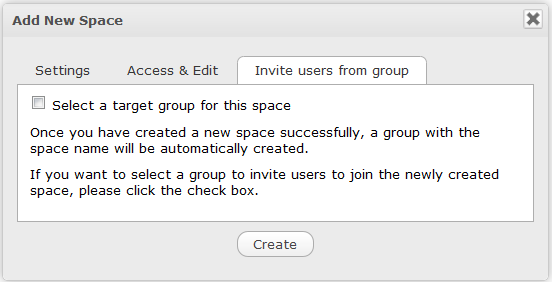 Add New Space
Settings Access & Edit Invite users from group
Select a target group for this space
Once you have created a new space successfully, a group with the
space name will be automatically created.
If you want to select a group to invite users to join the newly created
space, please click the check box.
Create